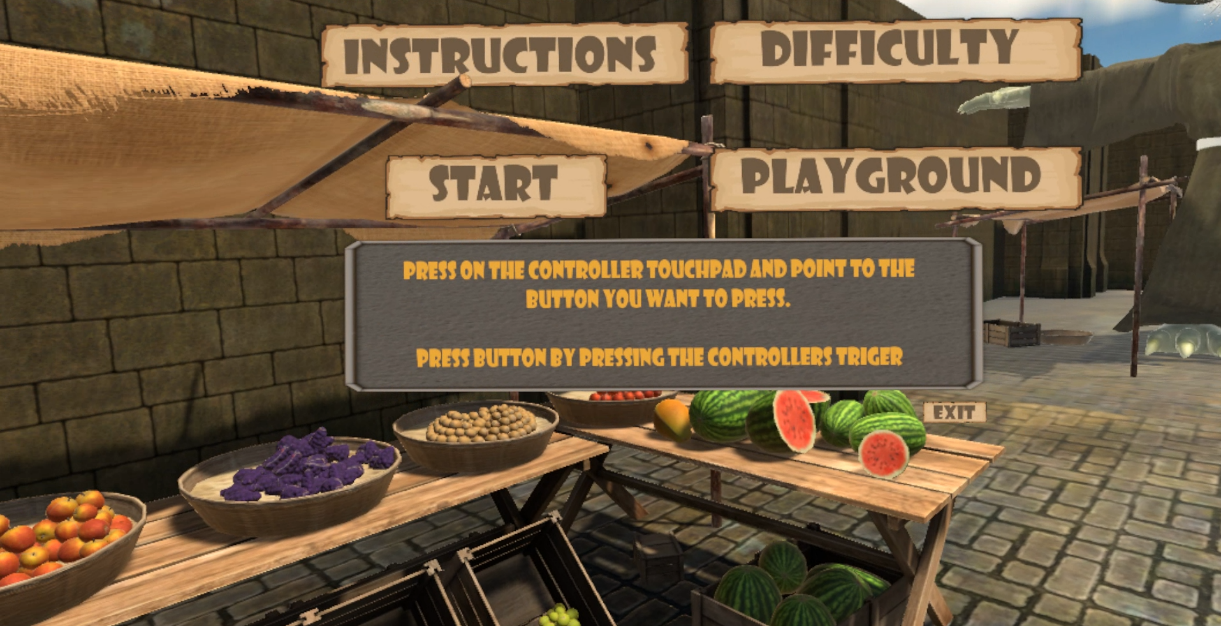 INSTRUCTIONS
DIFFICULTY
START
PLAYGROUND
PRESS ON THE CONTROLLER TOUCHPAD AND POINT TO THE
BUTTON YOU WANT TO PRESS.
PRESS BUTTON BY PRESSING THE CONTROLLERS TRIGER
EXIT